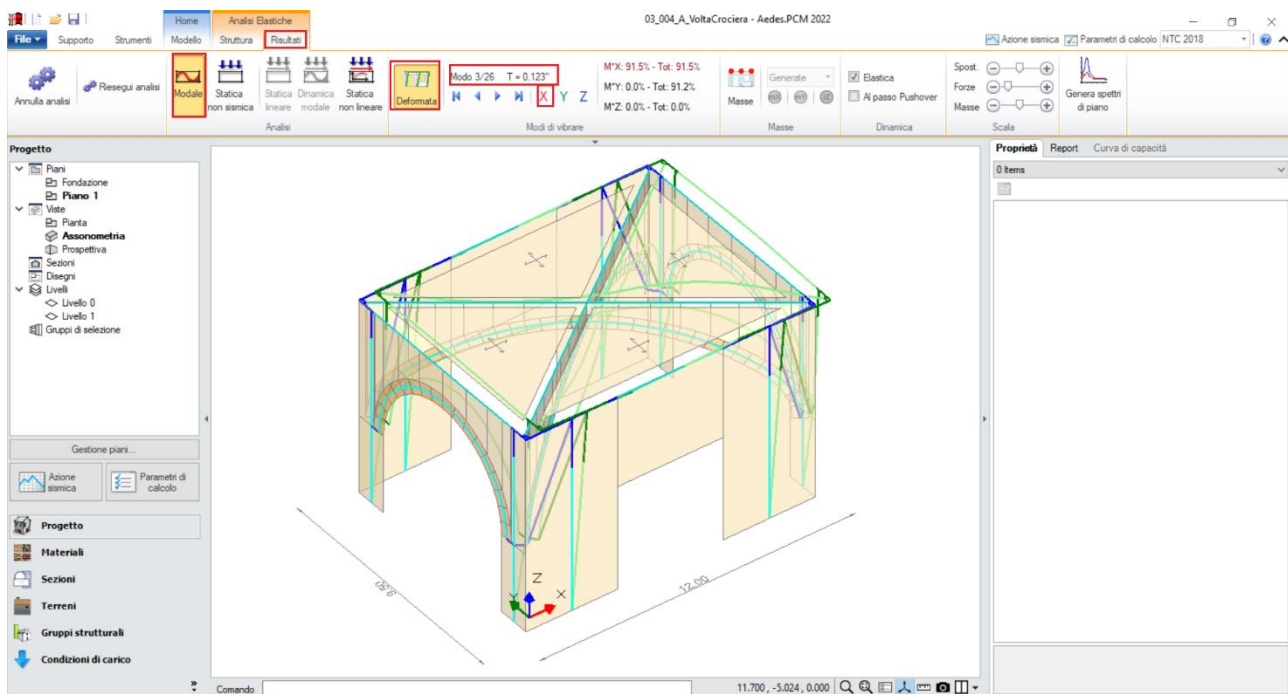 03_004_A_VoltaCrociera - Aedes.PCM 2022
Home
Analisi Elastiche
File
Supporto
Strumenti
Modello
Struttura
Risultati
Azione sismica
Parametri di calcolo
NTC 2018
Annulla analisi
Riesegui analisi
Modale
Statica non sismica
Statica lineare
Dinamica modale
Statica non lineare
Analisi
Deformata
Modo 3/26 T = 0.123"
X Y Z
M*X: 91.5% - Tot: 91.5%
M*Y: 0.0% - Tot: 91.2%
M*Z: 0.0% - Tot: 0.0%
Modi di vibrare
Masse
Generate
Masse
Elastica
Al passo Pushover
Dinamica
Spost.
Forze
Masse
Scala
Genera spettri di piano
Progetto
Piani
Fondazione
Piano 1
Viste
Pianta
Assonometria
Prospettiva
Sezioni
Disegni
Livelli
Livello 0
Livello 1
Gruppi di selezione
Gestione piani...
Azione sismica
Parametri di calcolo
Progetto
Materiali
Sezioni
Terreni
Gruppi strutturali
Condizioni di carico
Z
Y
X
9.50
12.00
Proprietà
Report
Curva di capacità
0 Items
Comando
11.700 , -5.024 , 0.000